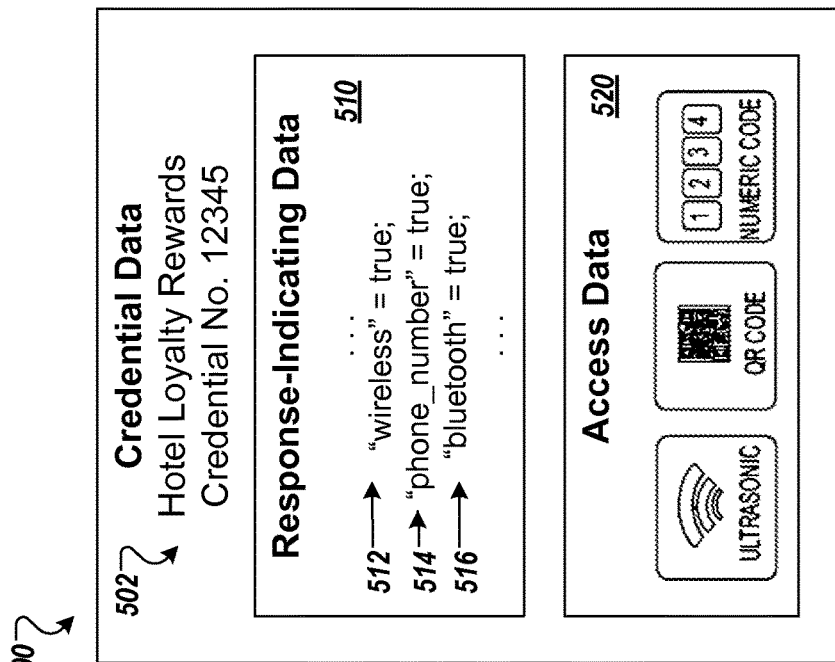 00
Credential Data
502
Hotel Loyalty Rewards
Credential No. 12345
Response-Indicating Data
510
. . .
512 "wireless" = true;
514 "phone_number" = true;
516 "bluetooth" = true;
. . .
Access Data
520
ULTRASONIC
QR CODE
1 2 3 4
NUMERIC CODE